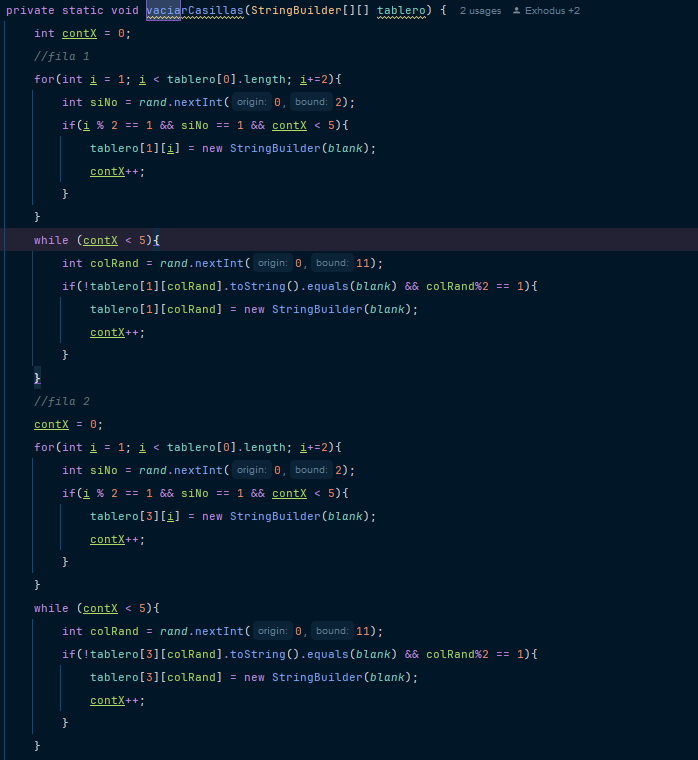 private static void vaciarCasillas(StringBuilder[][] tablero) {  2 usages  Exhodus +2
    int contX = 0;
    //fila 1
    for(int i = 1; i < tablero[0].length; i+=2){
        int siNo = rand.nextInt( origin: 0, bound: 2);
        if(i % 2 == 1 && siNo == 1 && contX < 5){
            tablero[1][i] = new StringBuilder(blank);
            contX++;
        }
    }
    while (contX < 5){
        int colRand = rand.nextInt( origin: 0, bound: 11);
        if(!tablero[1][colRand].toString().equals(blank) && colRand%2 == 1){
            tablero[1][colRand] = new StringBuilder(blank);
            contX++;
        }
    }
    //fila 2
    contX = 0;
    for(int i = 1; i < tablero[0].length; i+=2){
        int siNo = rand.nextInt( origin: 0, bound: 2);
        if(i % 2 == 1 && siNo == 1 && contX < 5){
            tablero[3][i] = new StringBuilder(blank);
            contX++;
        }
    }
    while (contX < 5){
        int colRand = rand.nextInt( origin: 0, bound: 11);
        if(!tablero[3][colRand].toString().equals(blank) && colRand%2 == 1){
            tablero[3][colRand] = new StringBuilder(blank);
            contX++;
        }
    }